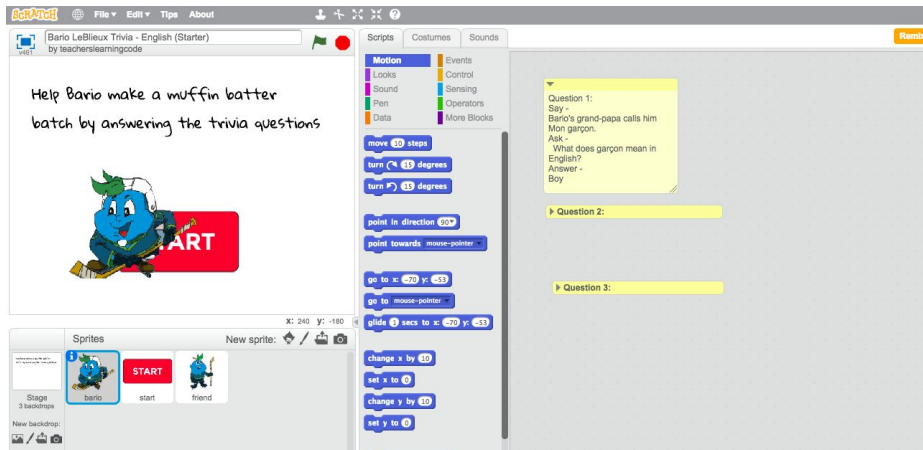 SCRATCH File Edit Tips About
Bario LeBlieux Trivia - English (Starter)
by teacherslearningcode
v461
Help Bario make a muffin batter
batch by answering the trivia questions
START
x: 240 y: -180
Sprites New sprite:
Stage
3 backdrops
New backdrop:
bario
START
start
friend
Scripts Costumes Sounds
Motion Events
Looks Control
Sound Sensing
Pen Operators
Data More Blocks
move 10 steps
turn 15 degrees
turn 15 degrees
point in direction 90
point towards mouse-pointer
go to x: -70 y: -53
go to mouse-pointer
glide 1 secs to x: -70 y: -53
change x by 10
set x to 0
change y by 10
set y to 0
Remix
Question 1:
Say -
Bario's grand-papa calls him
Mon garçon.
Ask -
What does garçon mean in
English?
Answer -
Boy
Question 2:
Question 3: